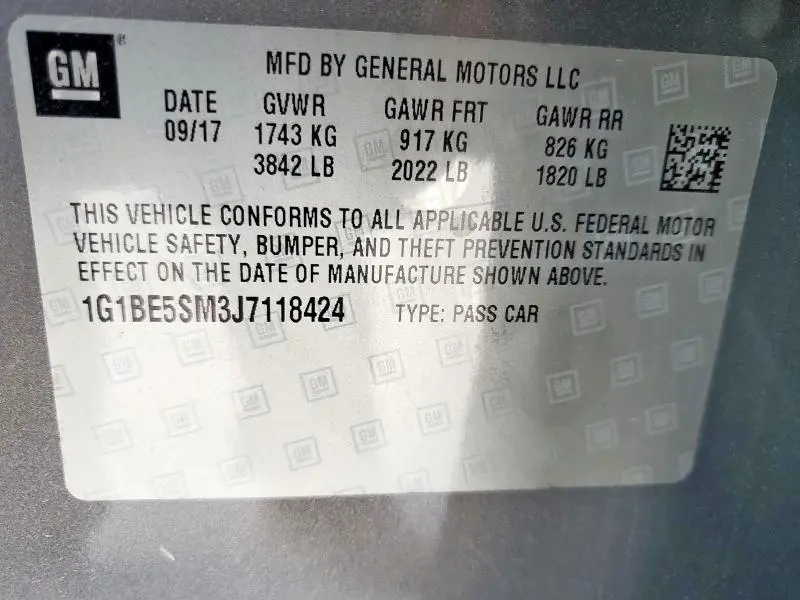 GM
MFD BY GENERAL MOTORS LLC
DATE GVWR GAWR FRT GAWR RR
09/17 1743 KG 917 KG 826 KG
3842 LB 2022 LB 1820 LB
THIS VEHICLE CONFORMS TO ALL APPLICABLE U.S. FEDERAL MOTOR
VEHICLE SAFETY, BUMPER, AND THEFT PREVENTION STANDARDS IN
EFFECT ON THE DATE OF MANUFACTURE SHOWN ABOVE.
1G1BE5SM3J7118424 TYPE: PASS CAR